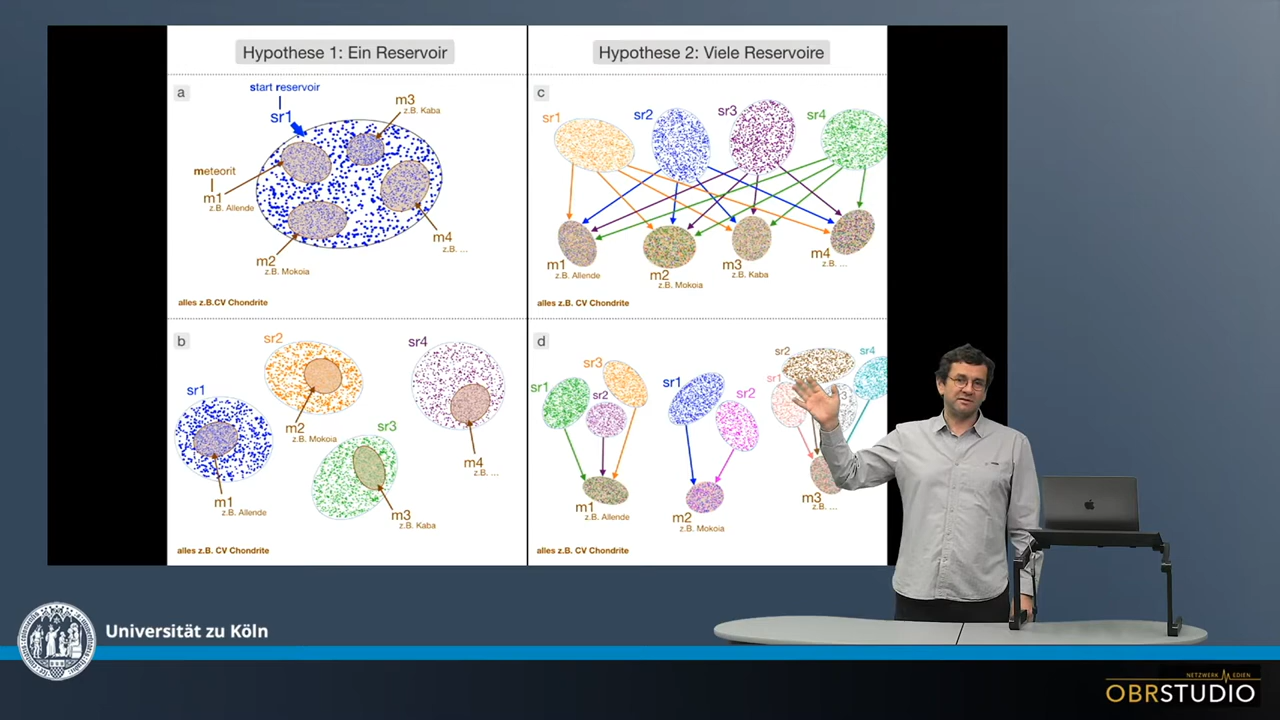 Hypothese 1: Ein Reservoir
a
start reservoir
sr1
m3
z.B. Kaba
meteorit
m1
z.B. Allende
m4
z.B. ...
m2
z.B. Mokoia
alles z.B.CV Chondrite
Hypothese 2: Viele Reservoire
c
sr1
sr2
sr3
sr4
m1
z.B. Allende
m2
z.B. Mokoia
m3
z.B. Kaba
m4
z.B. ...
alles z.B. CV Chondrite
b
sr1
sr2
sr4
sr3
m2
z.B. Mokoia
m1
z.B. Allende
m4
z.B. ...
m3
z.B. Kaba
alles z.B. CV Chondrite
d
sr1
sr3
sr2
sr1
sr2
sr2
sr1
sr4
3
m1
z.B. Allende
m2
z.B. Mokoia
m3
z.B. ...
alles z.B. CV Chondrite
Universität zu Köln
OBRSTUDIO